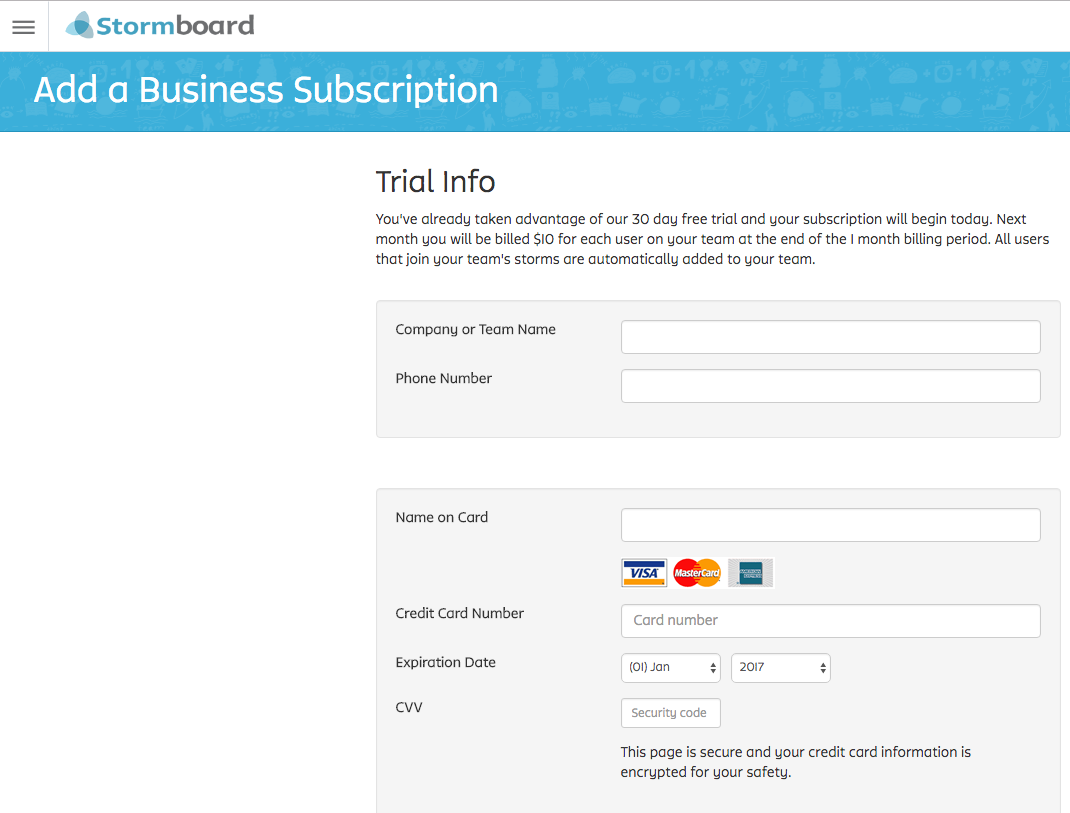 Stormboard
Add a Business Subscription
Trial Info
You've already taken advantage of our 30 day free trial and your subscription will begin today. Next
month you will be billed $10 for each user on your team at the end of the 1 month billing period. All users
that join your team's storms are automatically added to your team.
Company or Team Name
Phone Number
Name on Card
VISA MasterCard AMERICAN EXPRESS
Credit Card Number Card number
Expiration Date (01) Jan 2017
CVV Security code
This page is secure and your credit card information is
encrypted for your safety.